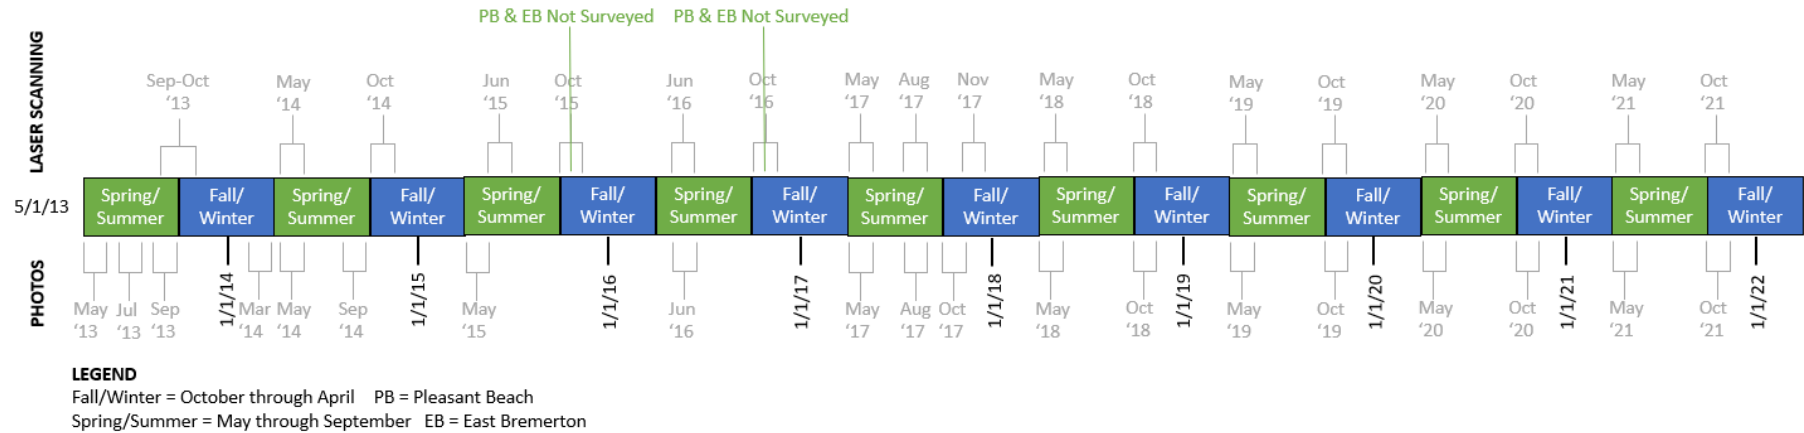 PB & EB Not Surveyed PB & EB Not Surveyed
LASER SCANNING
Sep-Oct May Oct Jun Oct Jun Oct May Aug Nov May Oct May Oct May Oct May Oct
‘13 ‘14 ‘14 ‘15 ‘15 ‘16 ‘16 ‘17 ‘17 ‘17 ‘18 ‘18 ‘19 ‘19 ‘20 ‘20 ‘21 ‘21
5/1/13
Spring/ Fall/ Spring/ Fall/ Spring/ Fall/ Spring/ Fall/ Spring/ Fall/ Spring/ Fall/ Spring/ Fall/ Spring/ Fall/ Spring/ Fall/
Summer Winter Summer Winter Summer Winter Summer Winter Summer Winter Summer Winter Summer Winter Summer Winter Summer Winter
PHOTOS
1/1/14 1/1/15 1/1/16 1/1/17 1/1/18 1/1/19 1/1/20 1/1/21 1/1/22
May Jul Sep Mar May Sep May Jun May Aug Oct May Oct May Oct May Oct May Oct
‘13 ‘13 ‘13 ‘14 ‘14 ‘14 ‘15 ‘16 ‘17 ‘17 ‘17 ‘18 ‘18 ‘19 ‘19 ‘20 ‘20 ‘21 ‘21
LEGEND
Fall/Winter = October through April PB = Pleasant Beach
Spring/Summer = May through September EB = East Bremerton